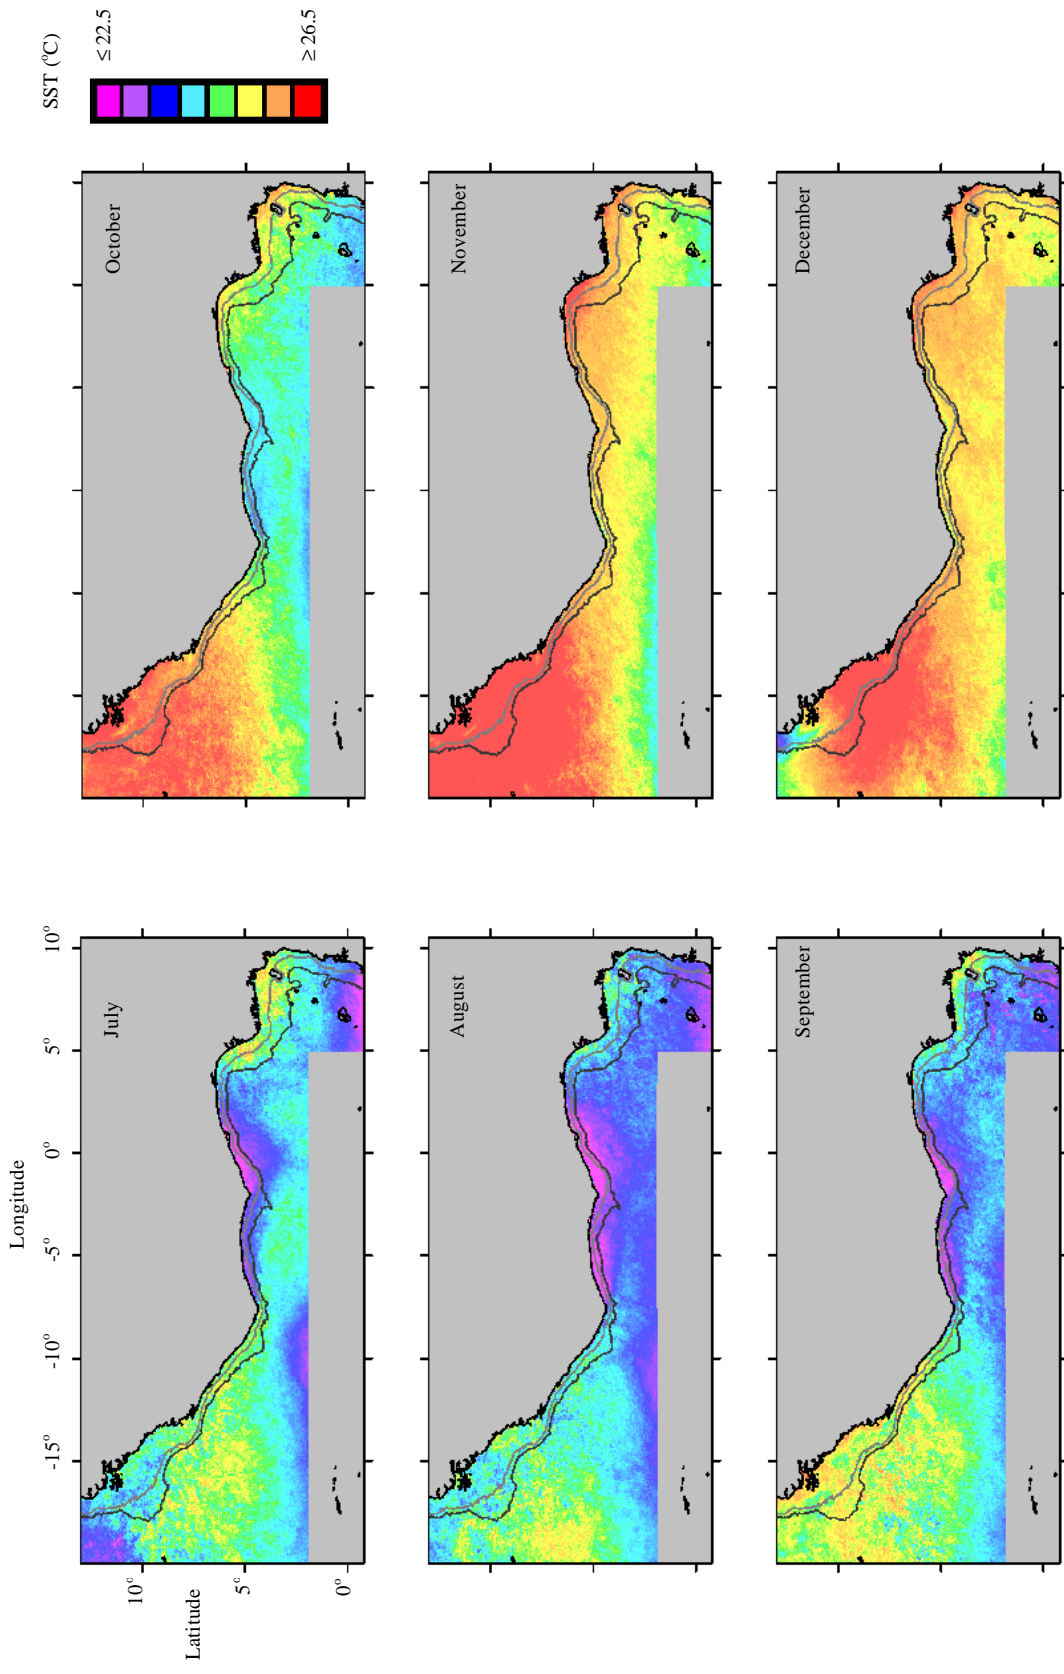 SST (°C)
≤ 22.5
≥ 26.5
Longitude
-15°
-10°
-5°
0°
5°
10°
Latitude
10°
5°
0°
July
October
August
November
September
December